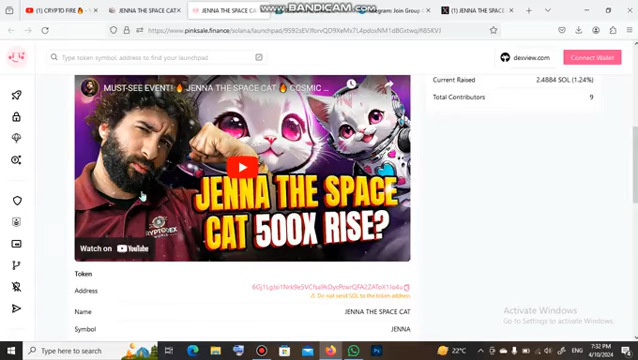 (1) CRYPTO FIRE
JENNA THE SPACE CAT
JENNA THE SPACE C
WWW.BANDICAM.COM
Telegram: Join Group
JENNA THE SPACE C
https://www.pinksale.finance/solana/launchpad/
Type token symbol, address to find your launchpad
dexview.com
Connect Wallet
MUST-SEE EVENT! JENNA THE SPACE CAT COSMIC ...
Current Raised
2.4884 SOL (1.24%)
Total Contributors
9
CRYPTOREX
WORLD
JENNA THE SPACE
CAT 500X RISE?
Watch on YouTube
Token
Address
Do not send SOL to the token address
Name
JENNA THE SPACE CAT
Symbol
JENNA
Activate Windows
Go to Settings to activate Windows.
Type here to search
22°C
ENG
7:32 PM
4/10/2024